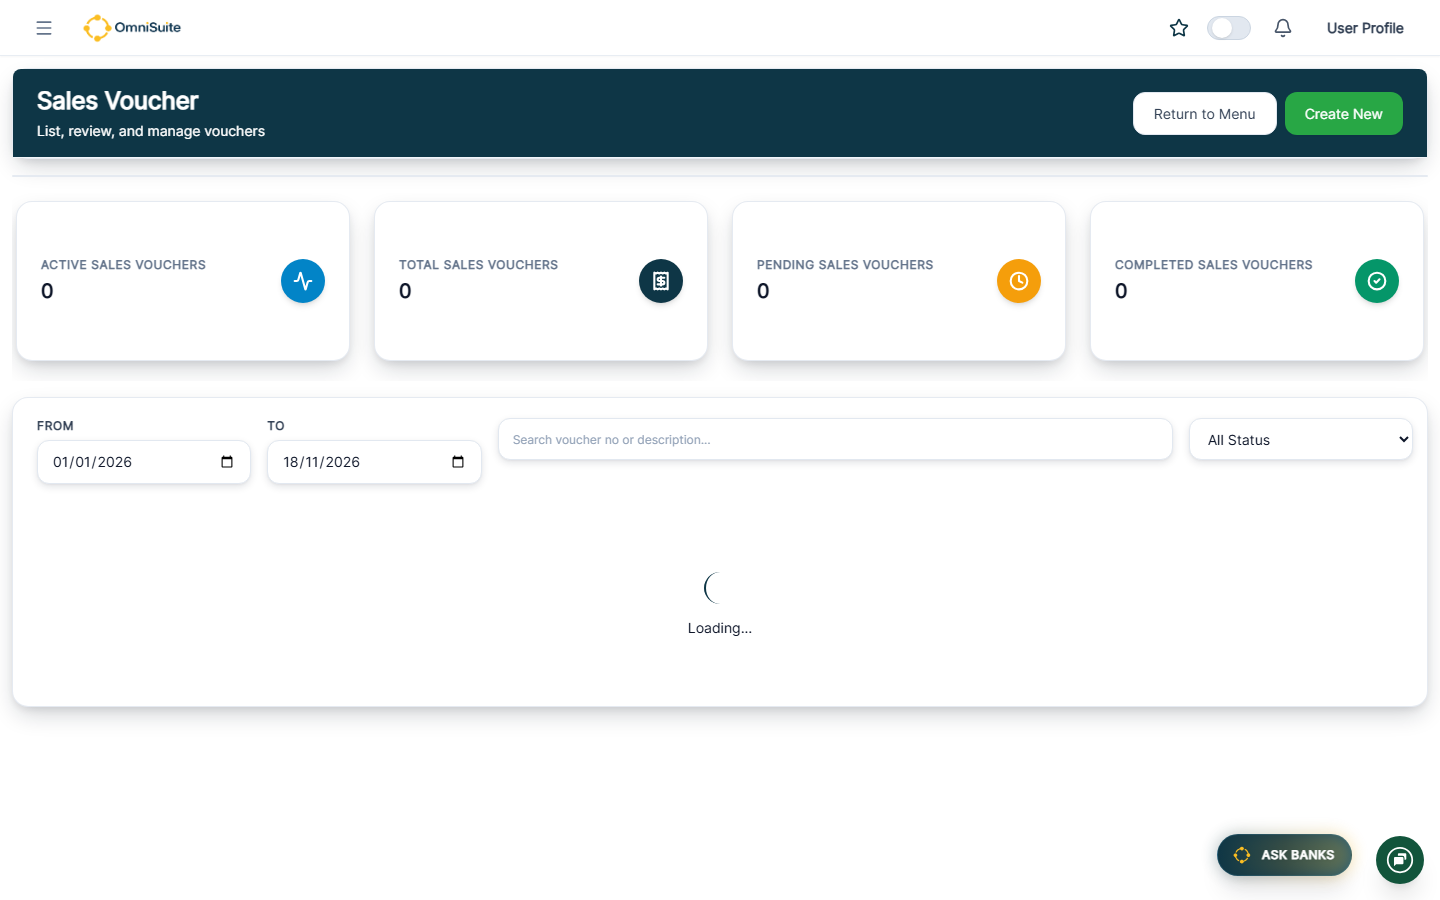 OmniSuite
User Profile
Sales Voucher
List, review, and manage vouchers
Return to Menu
Create New
ACTIVE SALES VOUCHERS
0
TOTAL SALES VOUCHERS
0
PENDING SALES VOUCHERS
0
COMPLETED SALES VOUCHERS
0
FROM
01/01/2026
TO
18/11/2026
Search voucher no or description...
All Status
Loading...
ASK BANKS